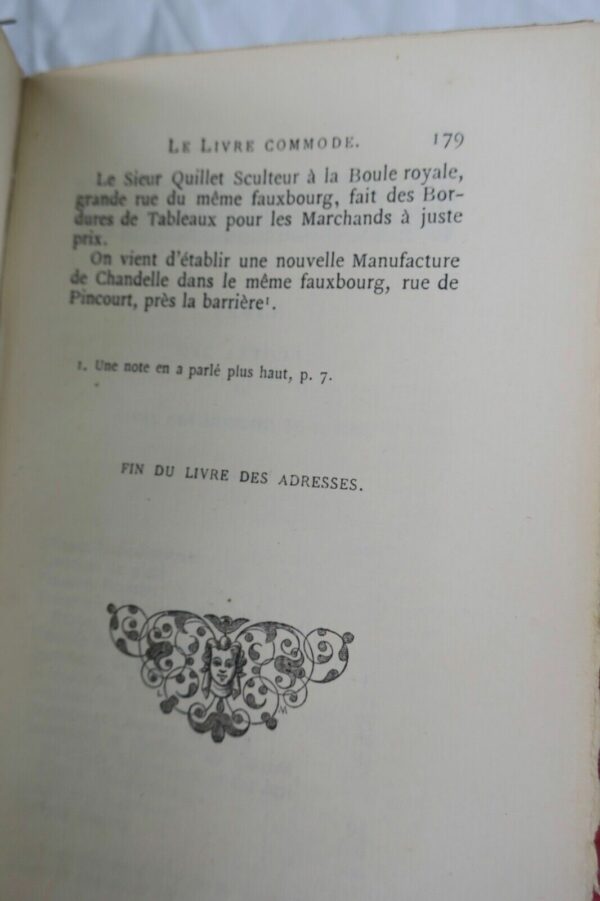 LE LIVRE COMMODE. 179
Le Sieur Quillet Sculteur à la Boule royale,
grande rue du même fauxbourg, fait des Bor-
dures de Tableaux pour les Marchands à juste
prix.
On vient d'établir une nouvelle Manufacture
de Chandelle dans le même fauxbourg, rue de
Pincourt, près la barrière¹.
1. Une note en a parlé plus haut, p. 7.
FIN DU LIVRE DES ADRESSES.
L M